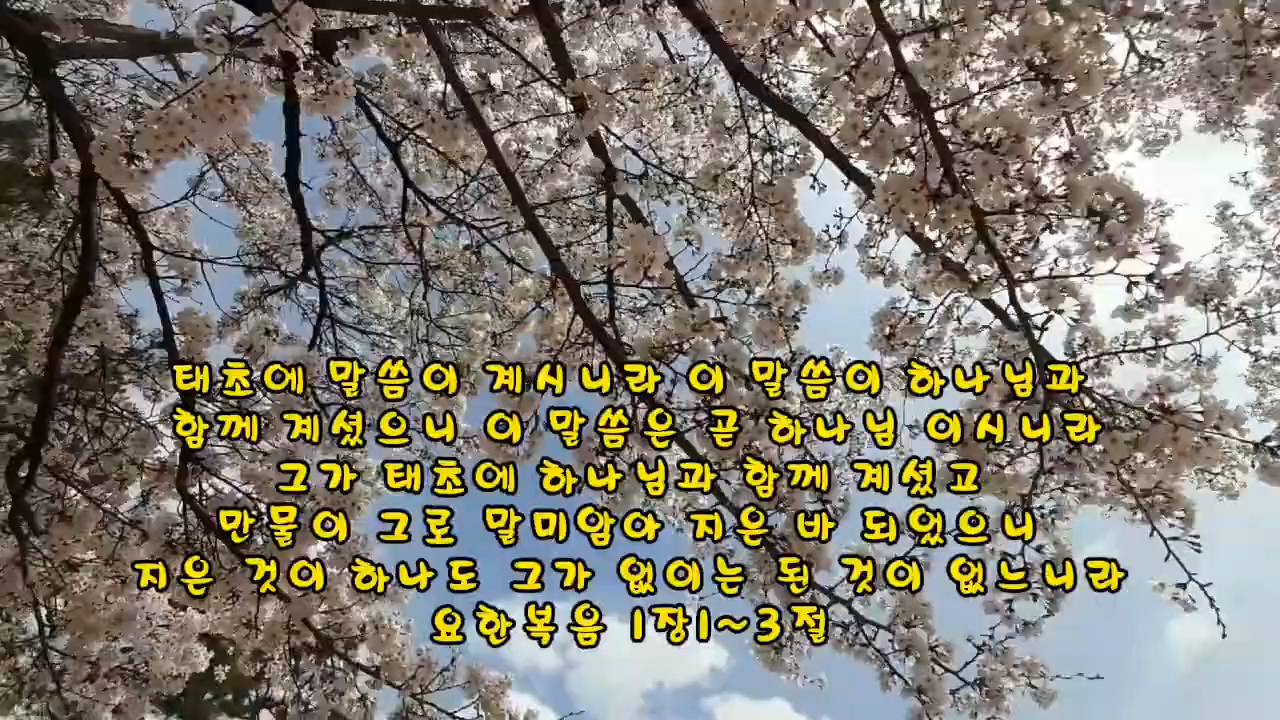 태초에 말씀이 계시니라 이 말씀이 하나님과
함께 계셨으니 이 말씀은 곧 하나님 이시니라
그가 태초에 하나님과 함께 계셨고
만물이 그로 말미암아 지은 바 되었으니
지은 것이 하나도 그가 없이는 된 것이 없느니라
요한복음 1장1~3절